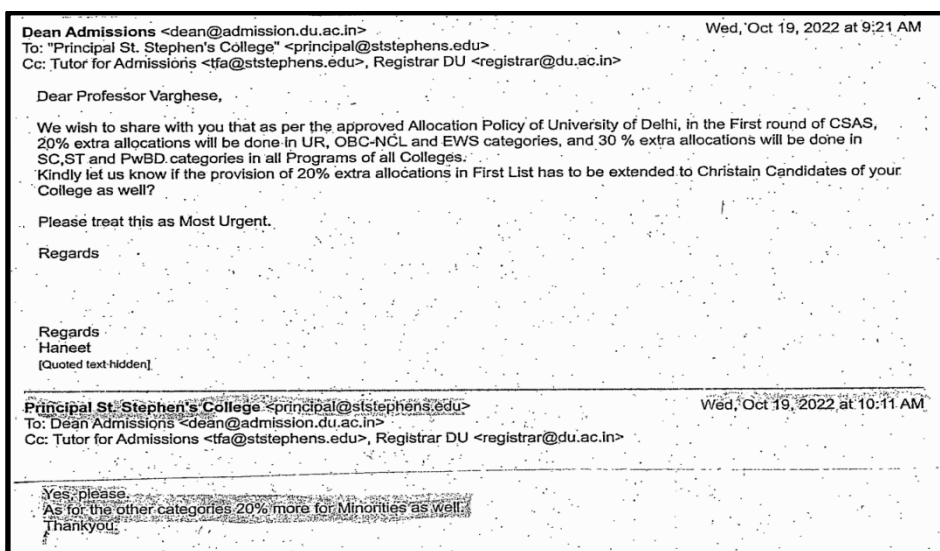 Dean Admissions <dean@admission.du.ac.in> Wed, Oct 19, 2022 at 9:21 AM
To: "Principal St. Stephen's College" <principal@ststephens.edu>
Cc: Tutor for Admissions <tfa@ststephens.edu>, Registrar DU <registrar@du.ac.in>
Dear Professor Varghese,
We wish to share with you that as per the approved Allocation Policy of University of Delhi, in the First round of CSAS,
20% extra allocations will be done in UR, OBC-NCL and EWS categories, and 30 % extra allocations will be done in
SC,ST and PwBD categories in all Programs of all Colleges.
Kindly let us know if the provision of 20% extra allocations in First List has to be extended to Christain Candidates of your
College as well?
Please treat this as Most Urgent.
Regards
Regards
Haneet
[Quoted text hidden]
Principal St. Stephen's College <principal@ststephens.edu> Wed, Oct 19, 2022 at 10:11 AM
To: Dean Admissions <dean@admission.du.ac.in>
Cc: Tutor for Admissions <tfa@ststephens.edu>, Registrar DU <registrar@du.ac.in>
Yes, please.
As for the other categories 20% more for Minorities as well.
Thankyou.